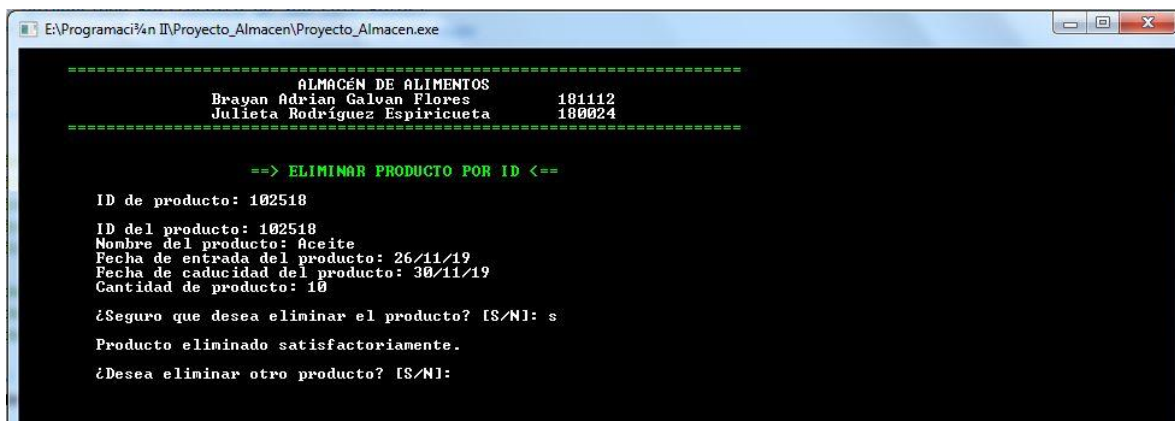 E:\Programaci¾n II\Proyecto_Almacen\Proyecto_Almacen.exe
======================================================================
ALMACéN DE ALIMENTOS
Brayan Adrian Galvan Flores 181112
Julieta Rodríguez Espiricueta 180024
======================================================================
==> ELIMINAR PRODUCTO POR ID <==
ID de producto: 102518
ID del producto: 102518
Nombre del producto: Aceite
Fecha de entrada del producto: 26/11/19
Fecha de caducidad del producto: 30/11/19
Cantidad de producto: 10
¿Seguro que desea eliminar el producto? [S/N]: s
Producto eliminado satisfactoriamente.
¿Desea eliminar otro producto? [S/N]: